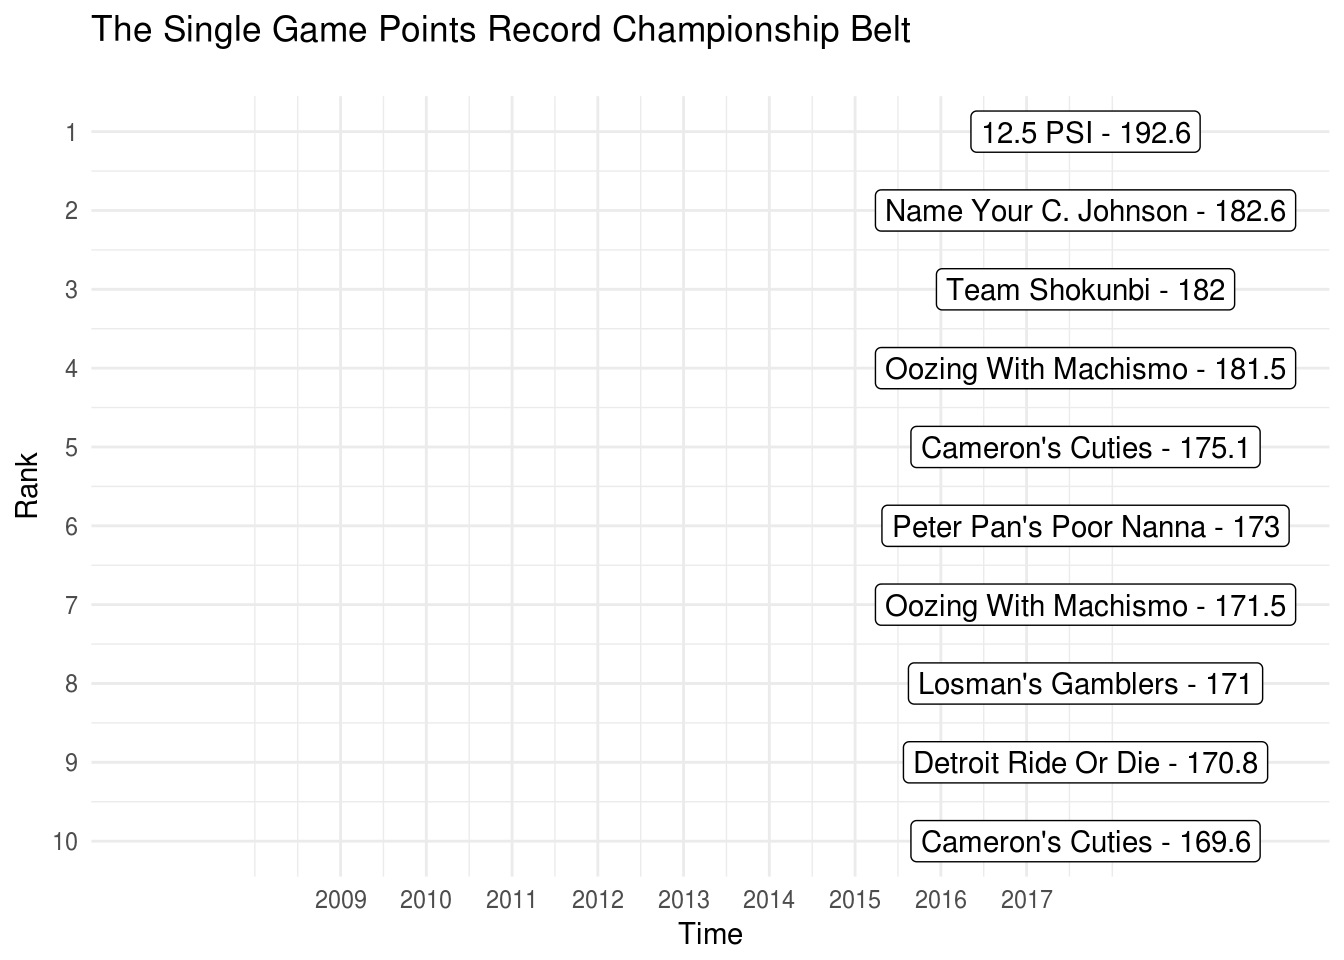 The Single Game Points Record Championship Belt
Rank
1
12.5 PSI - 192.6
2
Name Your C. Johnson - 182.6
3
Team Shokunbi - 182
4
Oozing With Machismo - 181.5
5
Cameron's Cuties - 175.1
6
Peter Pan's Poor Nanna - 173
7
Oozing With Machismo - 171.5
8
Losman's Gamblers - 171
9
Detroit Ride Or Die - 170.8
10
Cameron's Cuties - 169.6
2009 2010 2011 2012 2013 2014 2015 2016 2017
Time